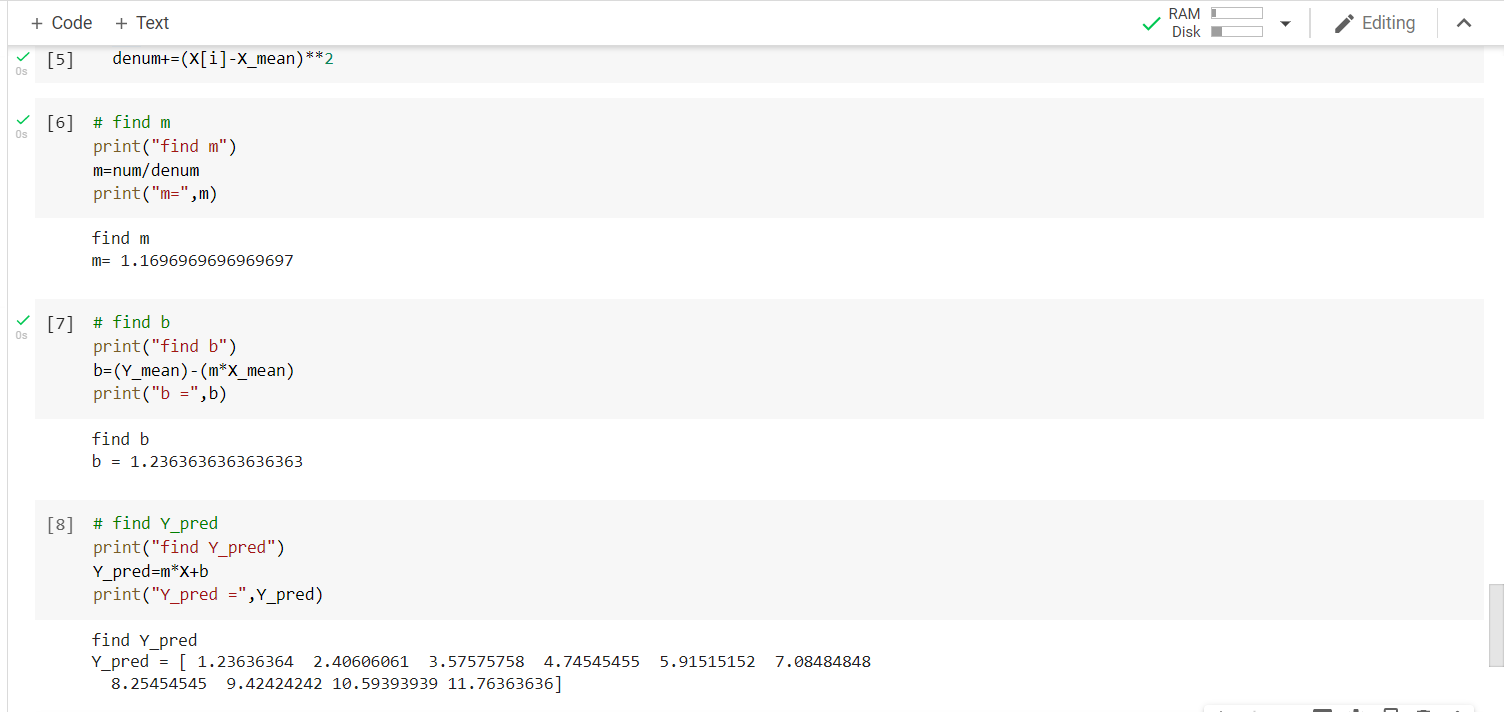 + Code + Text
RAM
Disk
Editing
0s
[5] denum+=(X[i]-X_mean)**2
[6] # find m
0s
print("find m")
m=num/denum
print("m=",m)
find m
m= 1.1696969696969697
[7] # find b
0s
print("find b")
b=(Y_mean)-(m*X_mean)
print("b =",b)
find b
b = 1.2363636363636363
[8] # find Y_pred
print("find Y_pred")
Y_pred=m*X+b
print("Y_pred =",Y_pred)
find Y_pred
Y_pred = [ 1.23636364 2.40606061 3.57575758 4.74545455 5.91515152 7.08484848
8.25454545 9.42424242 10.59393939 11.76363636]